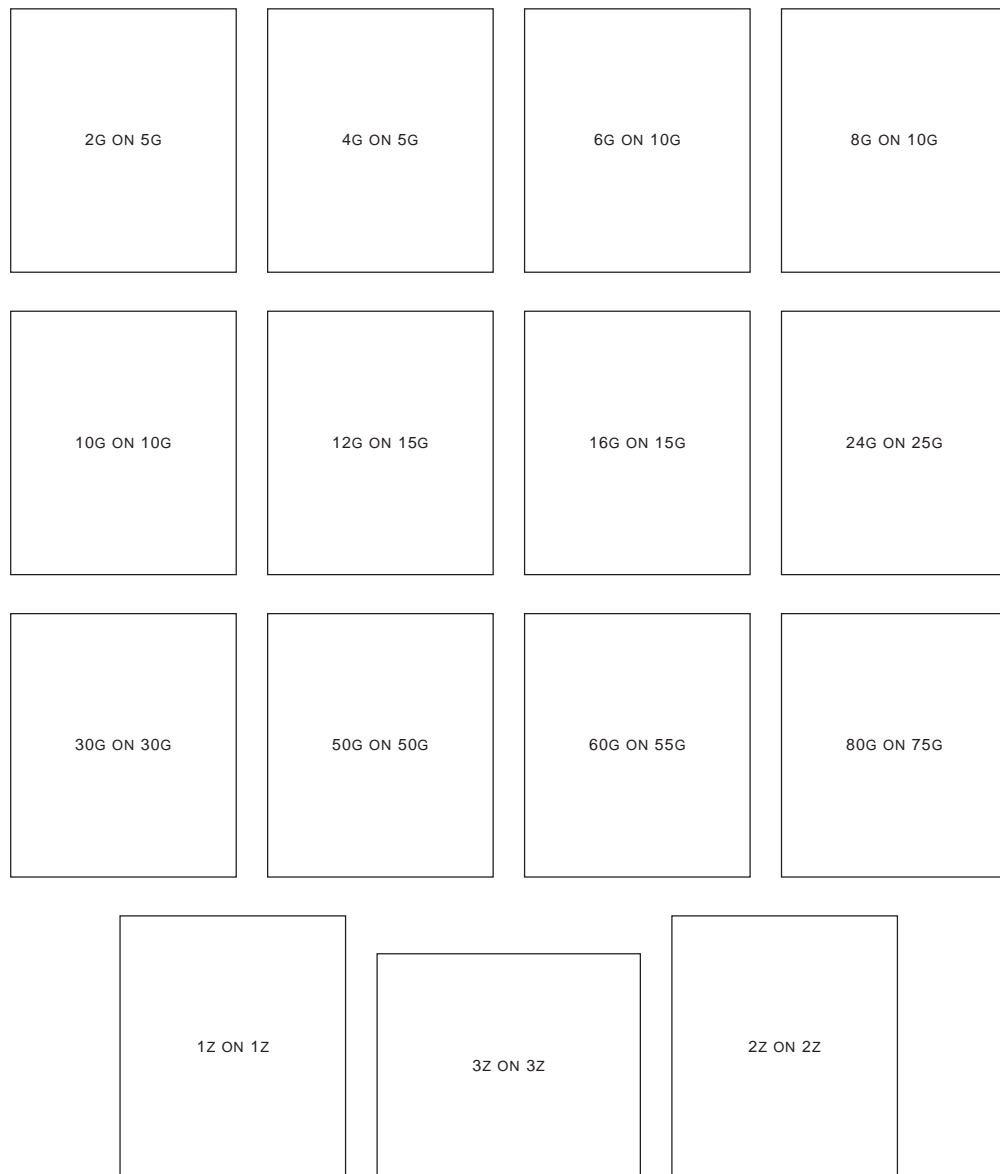 2G ON 5G
4G ON 5G
6G ON 10G
8G ON 10G
10G ON 10G
12G ON 15G
16G ON 15G
24G ON 25G
30G ON 30G
50G ON 50G
60G ON 55G
80G ON 75G
1Z ON 1Z
3Z ON 3Z
2Z ON 2Z